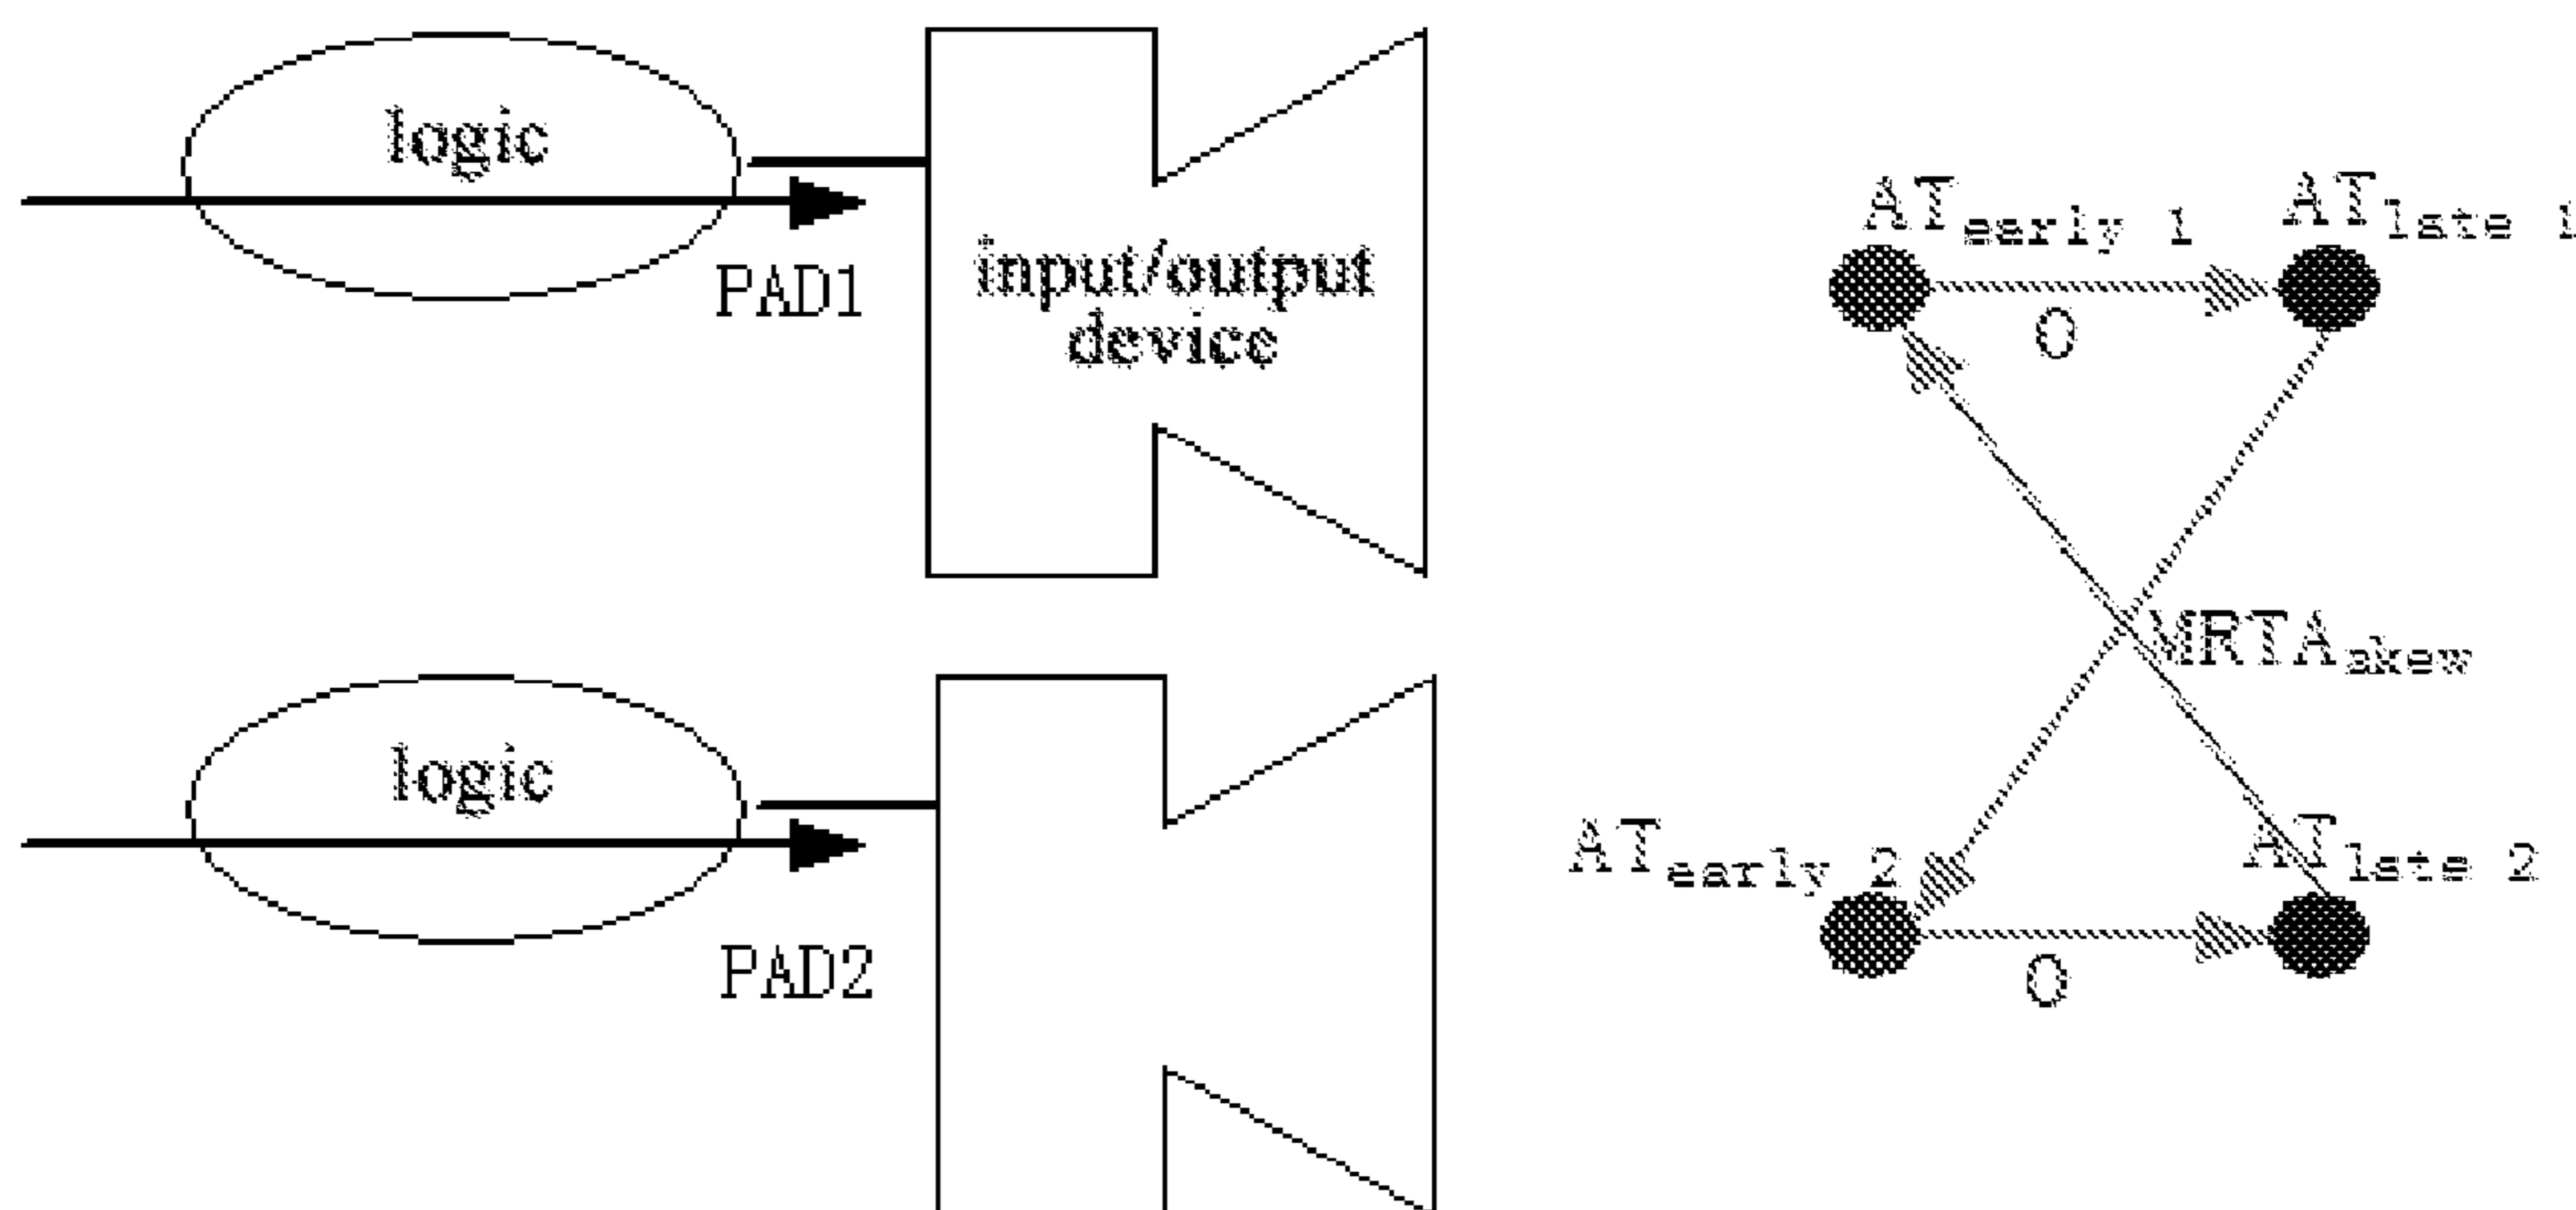 logic
PAD1
input/output
device
AT early 1
AT late 1
0
MRTA skew
logic
PAD2
AT early 2
AT late 2
0